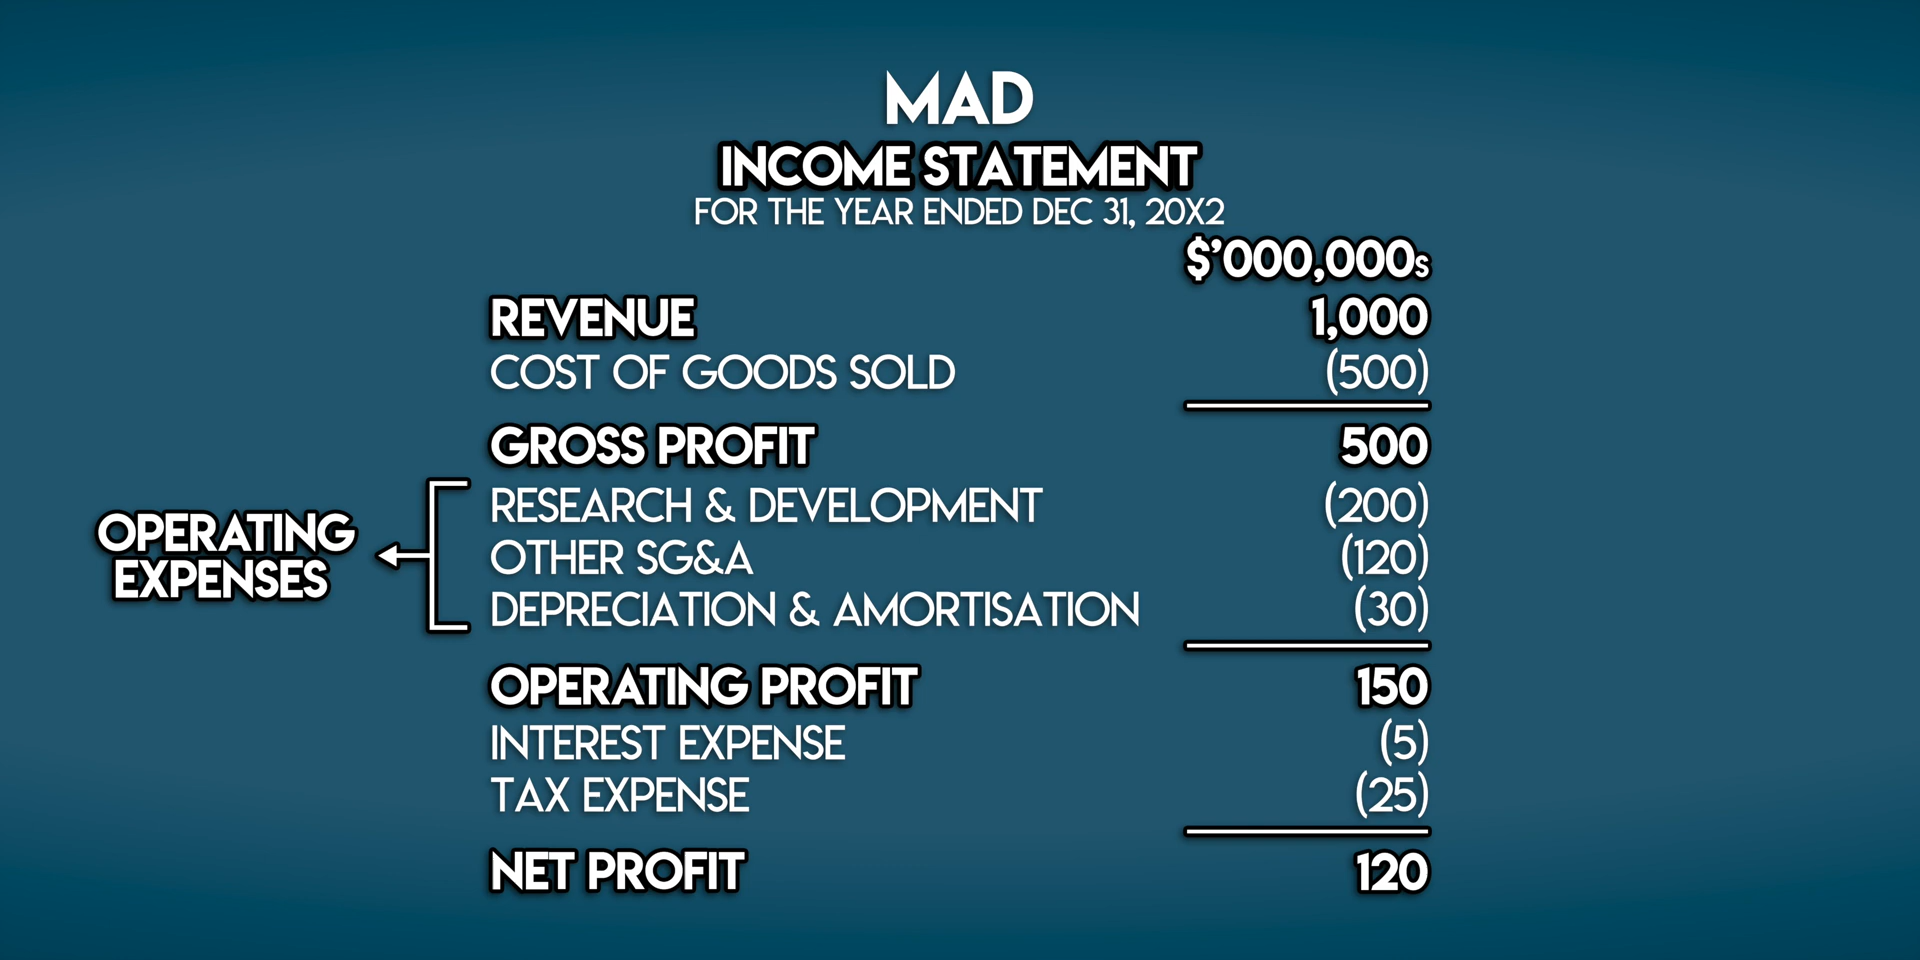 MAD
INCOME STATEMENT
FOR THE YEAR ENDED DEC 31, 20X2
$'000,000s
REVENUE 1,000
COST OF GOODS SOLD (500)
GROSS PROFIT 500
OPERATING
EXPENSES
RESEARCH & DEVELOPMENT (200)
OTHER SG&A (120)
DEPRECIATION & AMORTISATION (30)
OPERATING PROFIT 150
INTEREST EXPENSE (5)
TAX EXPENSE (25)
NET PROFIT 120